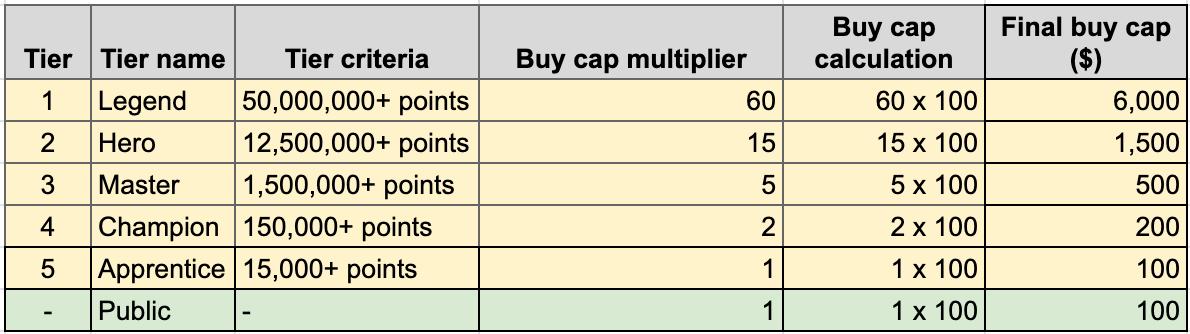 Tier Tier name Tier criteria Buy cap multiplier Buy cap calculation Final buy cap ($)
1 Legend 50,000,000+ points 60 60 x 100 6,000
2 Hero 12,500,000+ points 15 15 x 100 1,500
3 Master 1,500,000+ points 5 5 x 100 500
4 Champion 150,000+ points 2 2 x 100 200
5 Apprentice 15,000+ points 1 1 x 100 100
- Public - 1 1 x 100 100